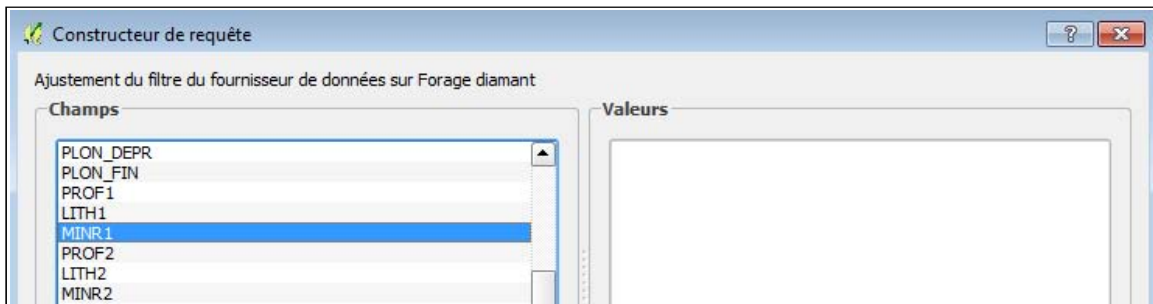 Constructeur de requête
Ajustement du filtre du fournisseur de données sur Forage diamant
Champs
PLON_DEPR
PLON_FIN
PROF1
LITH1
MINR1
PROF2
LITH2
MINR2
Valeurs